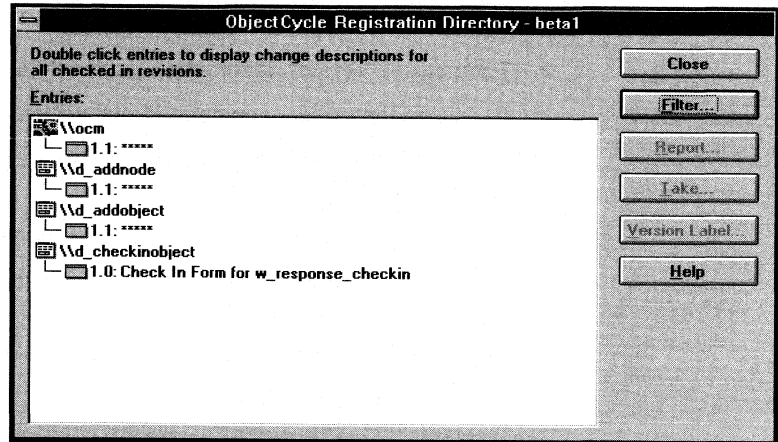 ObjectCycle Registration Directory - beta1
Double click entries to display change descriptions for
all checked in revisions.
Entries:
\\ocm
1.1: *****
\\d_addnode
1.1: *****
\\d_addobject
1.1: *****
\\d_checkinobject
1.0: Check In Form for w_response_checkin
Close
Filter...
Report...
Take...
Version Label...
Help